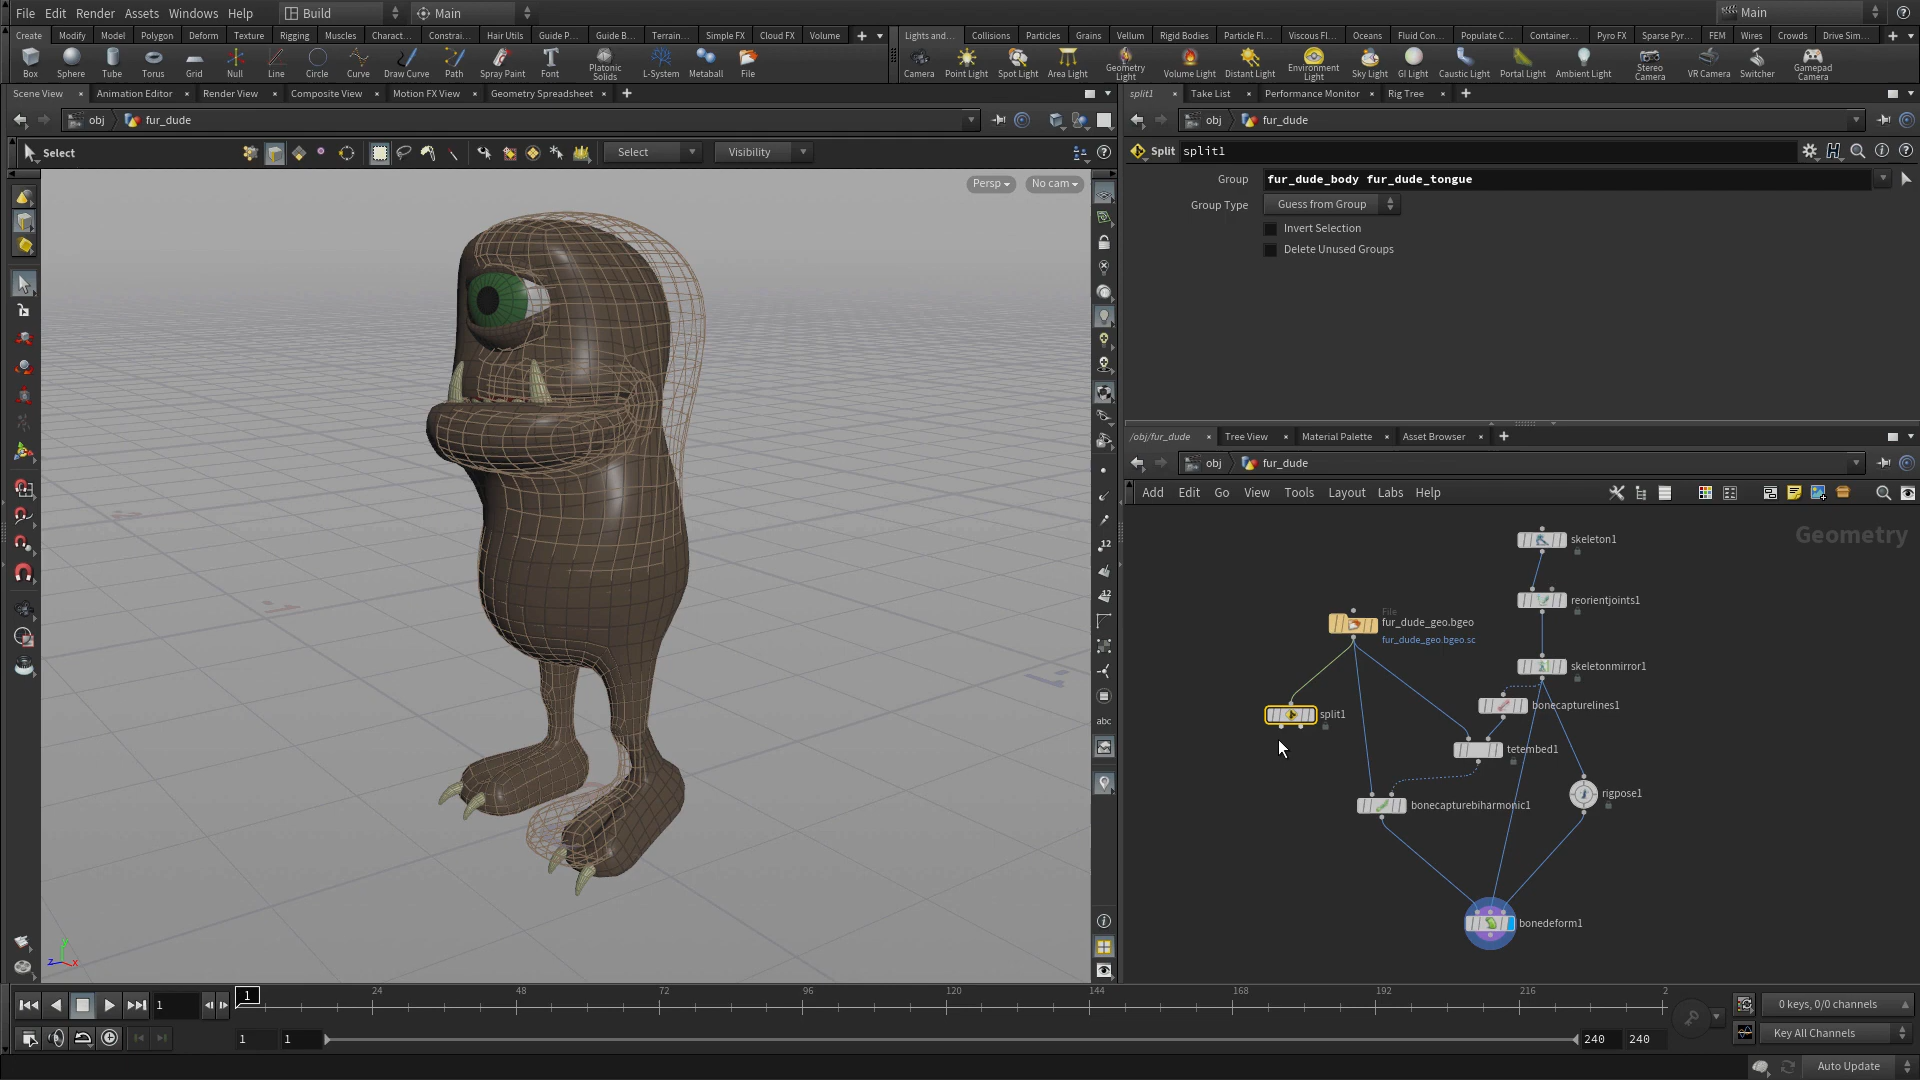 File Edit Render Assets Windows Help Build Main Main
Create Modify Model Polygon Deform Texture Rigging Muscles Charact... Constrai... Hair Utils Guide P... Guide B... Terrain... Simple FX Cloud FX Volume
Lights and... Collisions Particles Grains Vellum Rigid Bodies Particle Fl... Viscous Fl... Oceans Fluid Con... Populate C... Container... Pyro FX Sparse Pyr... FEM Wires Crowds Drive Sim...
Box Sphere Tube Torus Grid Null Line Circle Curve Draw Curve Path Spray Paint Font Platonic Solids L-System Metaball File
Camera Point Light Spot Light Area Light Geometry Light Volume Light Distant Light Environment Light Sky Light GI Light Caustic Light Portal Light Ambient Light Stereo Camera VR Camera Switcher Gamepad Camera
Scene View Animation Editor Render View Composite View Motion FX View Geometry Spreadsheet
split1 Take List Performance Monitor Rig Tree
obj fur_dude
obj fur_dude
Select Select Visibility
Split split1
Persp No cam
Group fur_dude_body fur_dude_tongue
Group Type Guess from Group
Invert Selection
Delete Unused Groups
/obj/fur_dude Tree View Material Palette Asset Browser
obj fur_dude
Add Edit Go View Tools Layout Labs Help
Geometry
skeleton1
reorientjoints1
File
fur_dude_geo.bgeo
fur_dude_geo.bgeo.sc
skeletonmirror1
bonecapturelines1
split1
tetembed1
rigpose1
bonecapturebiharmonic1
bonedeform1
12
12
abc
y
z x
1 1 24 48 72 96 120 144 168 192 216 2
0 keys, 0/0 channels
1 1 240 240
Key All Channels
Auto Update